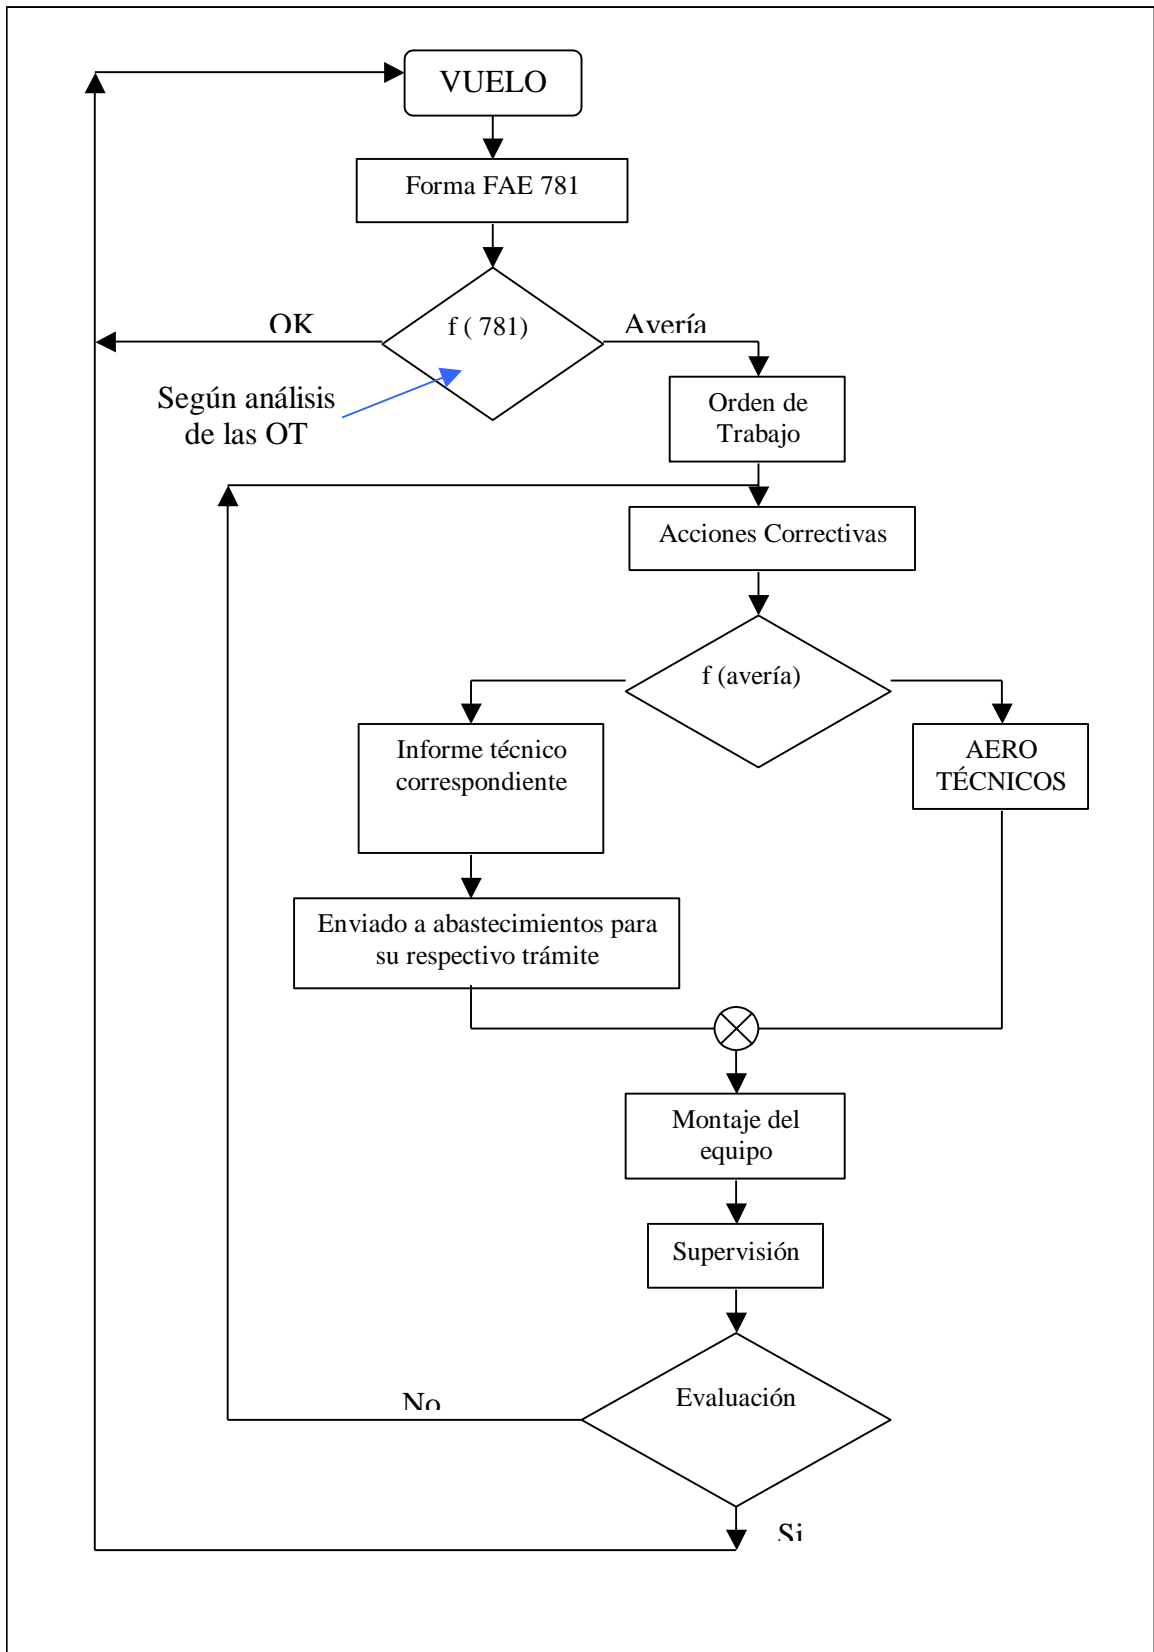 VUELO
Forma FAE 781
f ( 781)
OK
Avería
Según análisis
de las OT
Orden de
Trabajo
Acciones Correctivas
f (avería)
Informe técnico
correspondiente
AERO
TÉCNICOS
Enviado a abastecimientos para
su respectivo trámite
Montaje del
equipo
Supervisión
Evaluación
No
Si